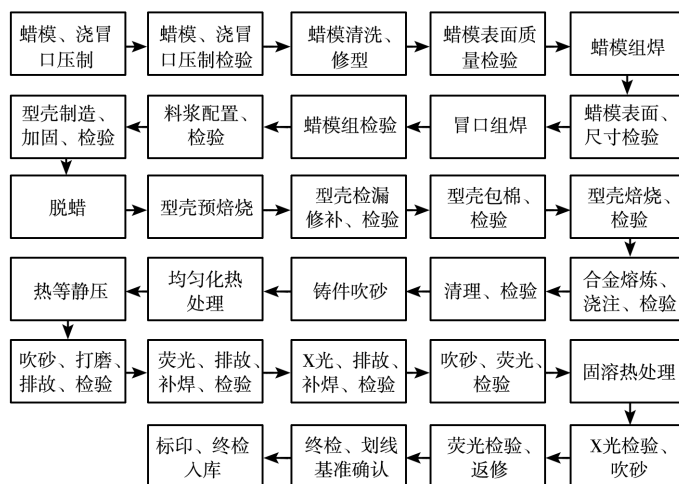 蜡模、浇冒
口压制
蜡模、浇冒
口压制检验
蜡模清洗、
修型
蜡模表面质
量检验
蜡模组焊
蜡模表面、
尺寸检验
冒口组焊
蜡模组检验
料浆配置、
检验
型壳制造、
加固、检验
脱蜡
型壳预焙烧
型壳检漏
修补、检验
型壳包棉、
检验
型壳焙烧、
检验
合金熔炼、
浇注、检验
清理、检验
铸件吹砂
均匀化热
处理
热等静压
吹砂、打磨、
排故、检验
荧光、排故、
补焊、检验
X光、排故、
补焊、检验
吹砂、荧光、
检验
固溶热处理
X光检验、
吹砂
荧光检验、
返修
终检、划线
基准确认
标印、终检
入库